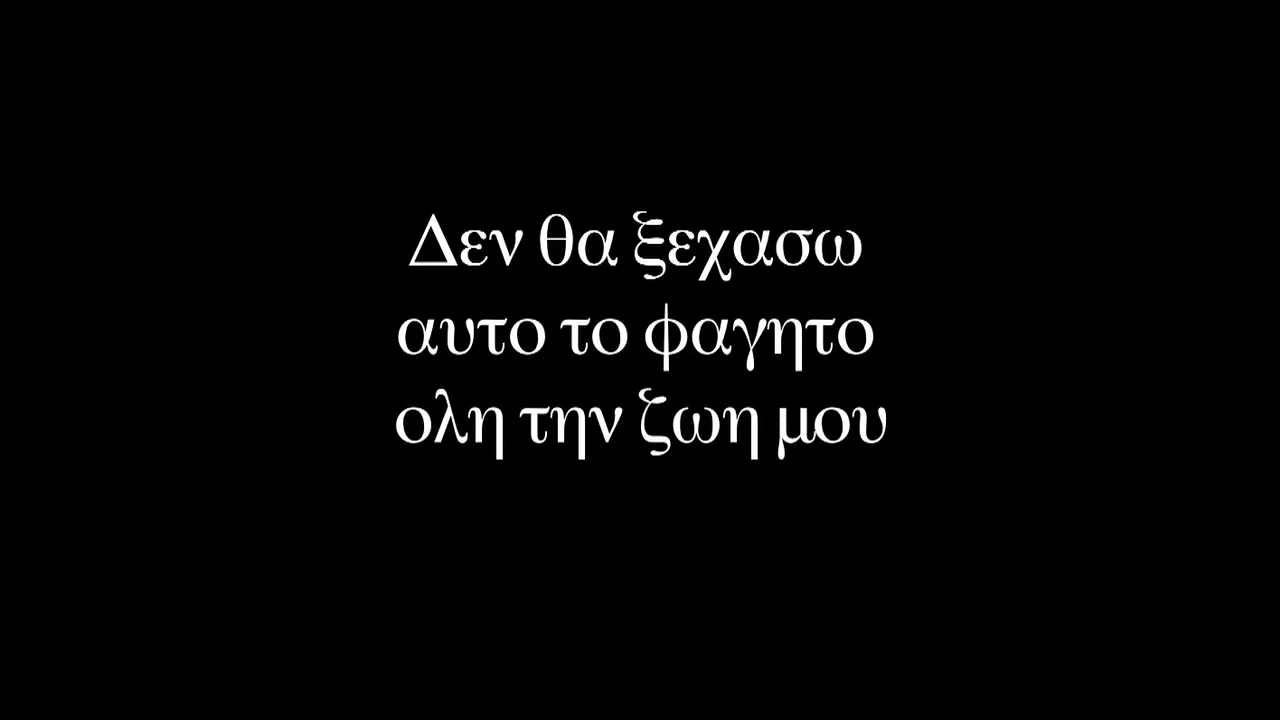 Δεν θα ξεχασω
αυτο το φαγητο
ολη την ζωη μου